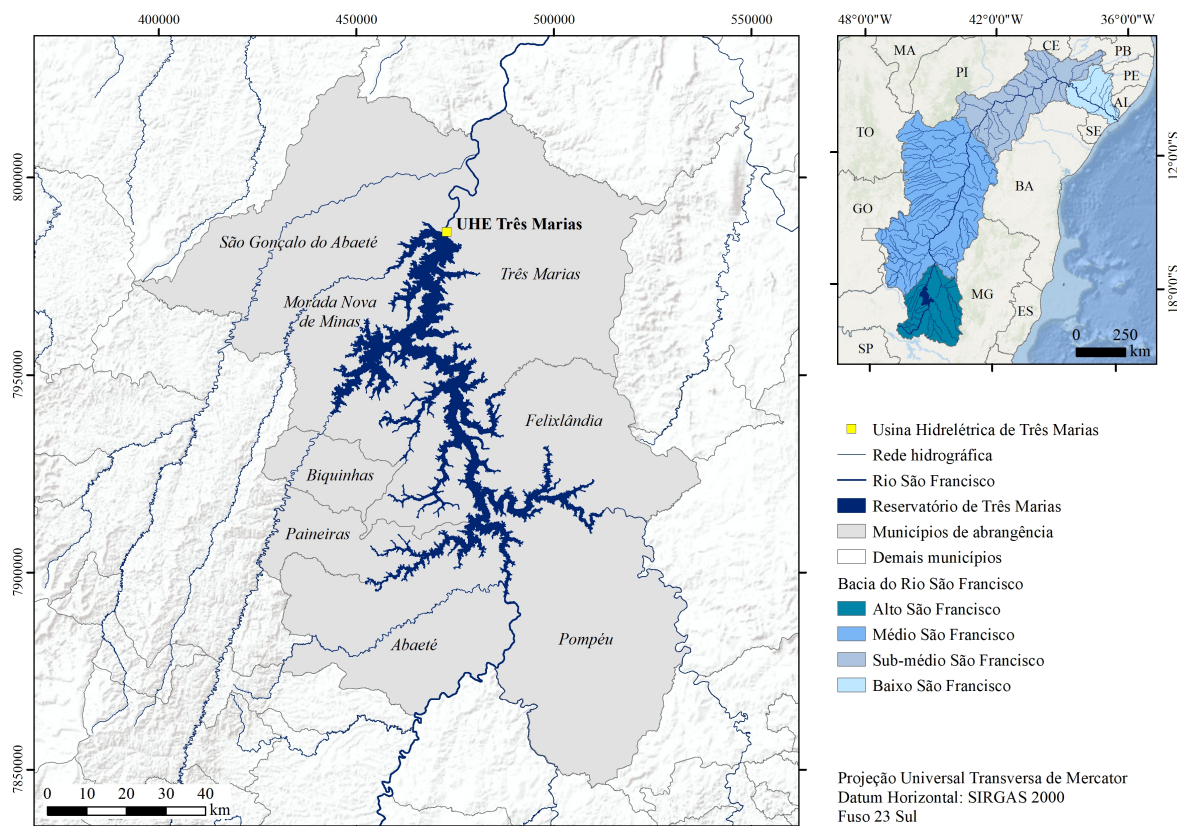 400000
450000
500000
550000
8000000
7950000
7900000
7850000
UHE Três Marias
São Gonçalo do Abaeté
Três Marias
Morada Nova
de Minas
Felixlândia
Biquinhas
Paineiras
Abaeté
Pompéu
0 10 20 30 40
km
48°0'0"W
42°0'0"W
36°0'0"W
12°0'0"S
18°0'0"S
MA
CE
PB
PI
PE
AL
TO
SE
BA
GO
MG
ES
SP
0 250
km
Usina Hidrelétrica de Três Marias
Rede hidrográfica
Rio São Francisco
Reservatório de Três Marias
Municípios de abrangência
Demais municípios
Bacia do Rio São Francisco
Alto São Francisco
Médio São Francisco
Sub-médio São Francisco
Baixo São Francisco
Projeção Universal Transversa de Mercator
Datum Horizontal: SIRGAS 2000
Fuso 23 Sul